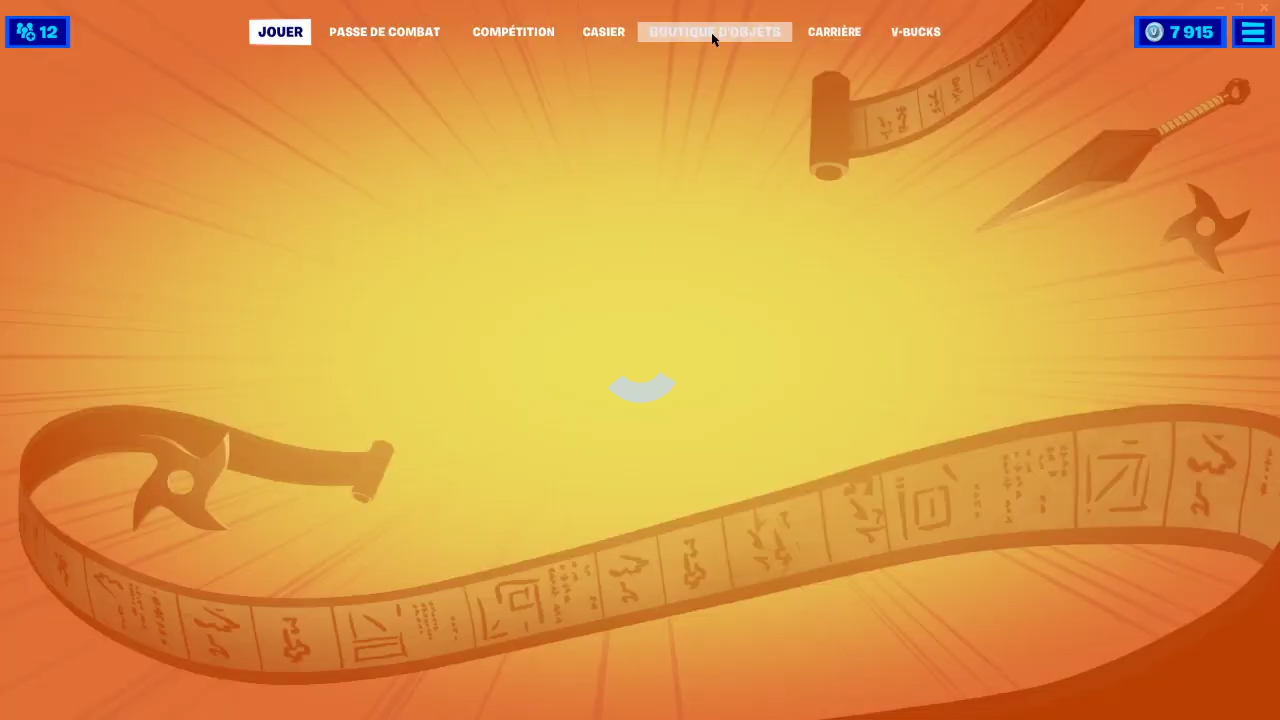 12
JOUER
PASSE DE COMBAT
COMPÉTITION
CASIER
BOUTIQUE D'OBJETS
CARRIÈRE
V-BUCKS
7 915